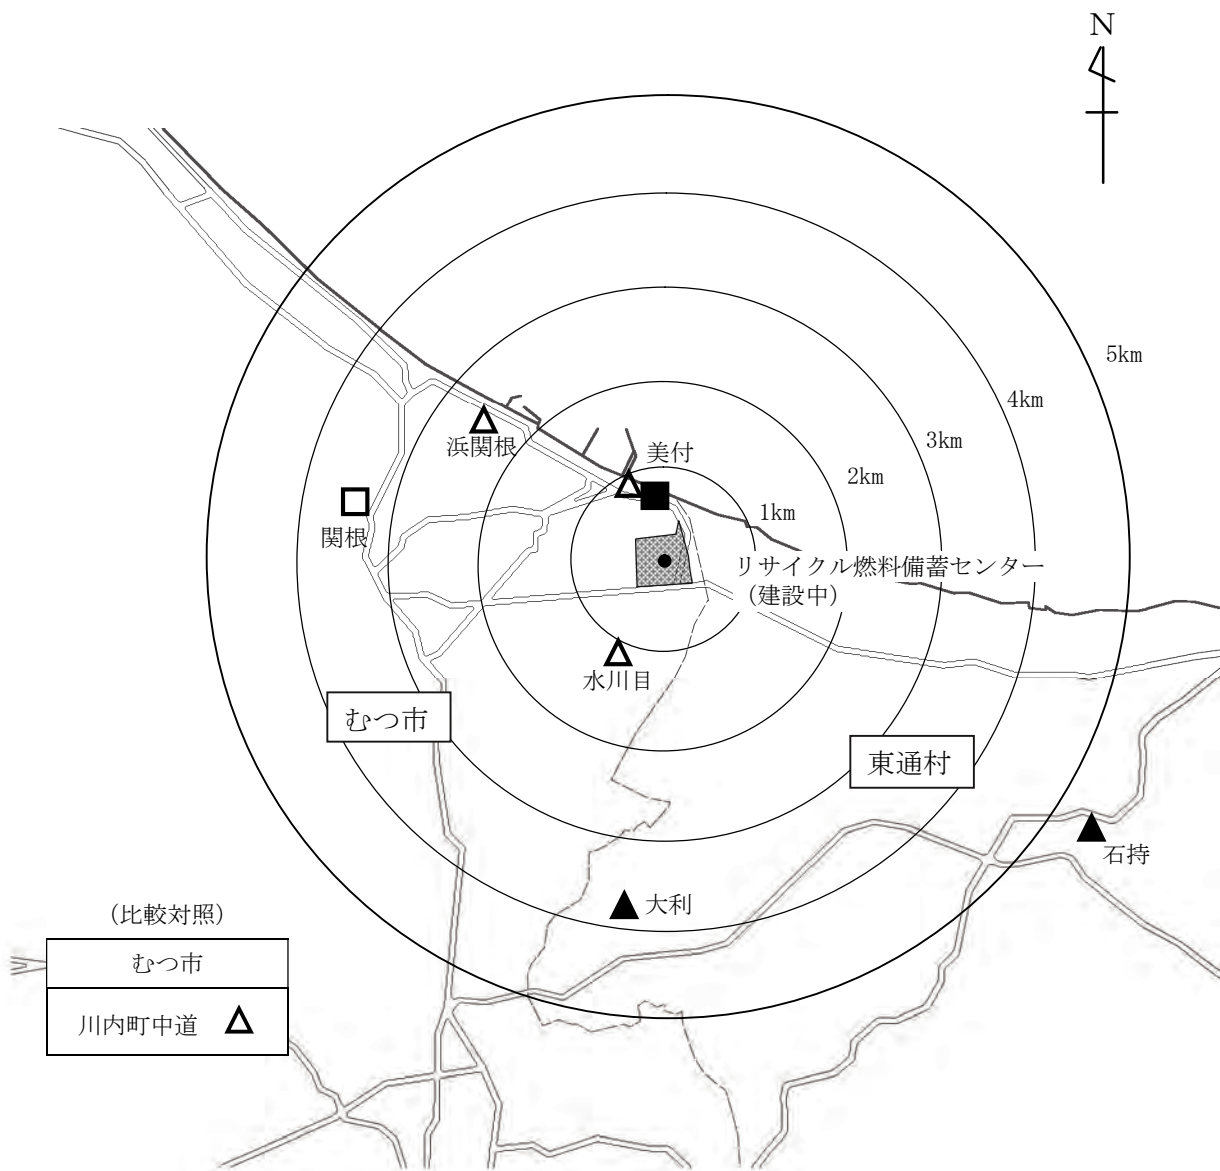 N
5km
4km
3km
浜関根
美付
2km
関根
1km
リサイクル燃料備蓄センター
（建設中）
水川目
むつ市
東通村
石持
大利
（比較対照）
むつ市
川内町中道